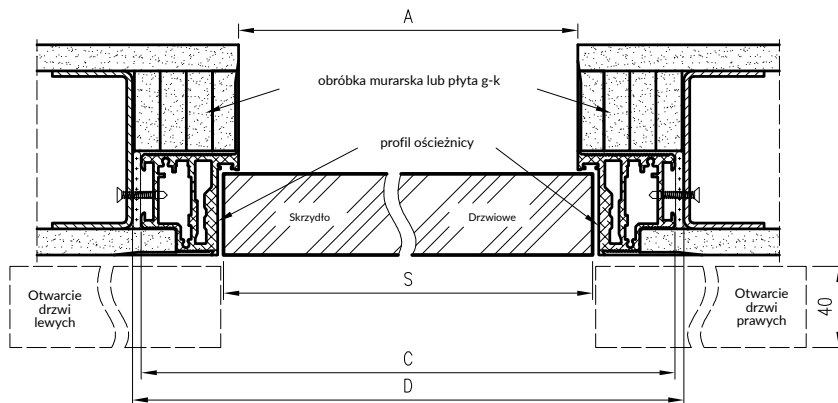 A
obróbka murarska lub płyta g-k
profil ościeżnicy
Skrzydło
Drzwiowe
S
Otwarcie
drzwi
lewych
Otwarcie
drzwi
prawych
40
C
D